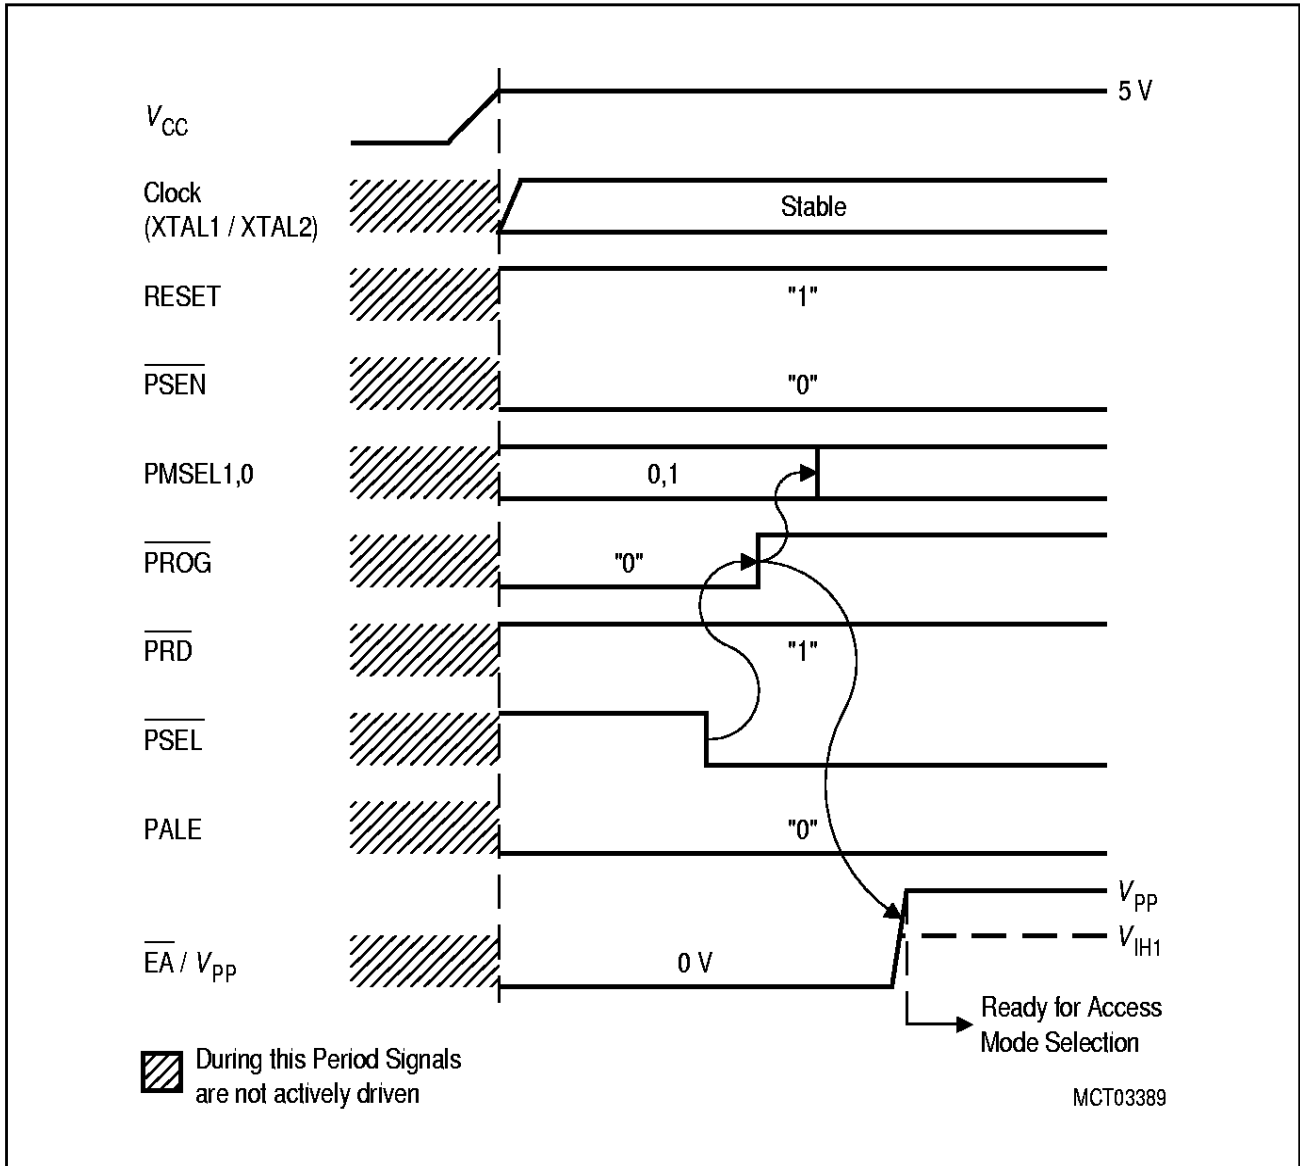 V_CC
5 V
Clock
(XTAL1 / XTAL2)
Stable
RESET
"1"
PSEN
"0"
PMSEL1,0
0,1
PROG
"0"
PRD
"1"
PSEL
PALE
"0"
V_PP
V_IH1
EA / V_PP
0 V
Ready for Access
Mode Selection
During this Period Signals
are not actively driven
MCT03389